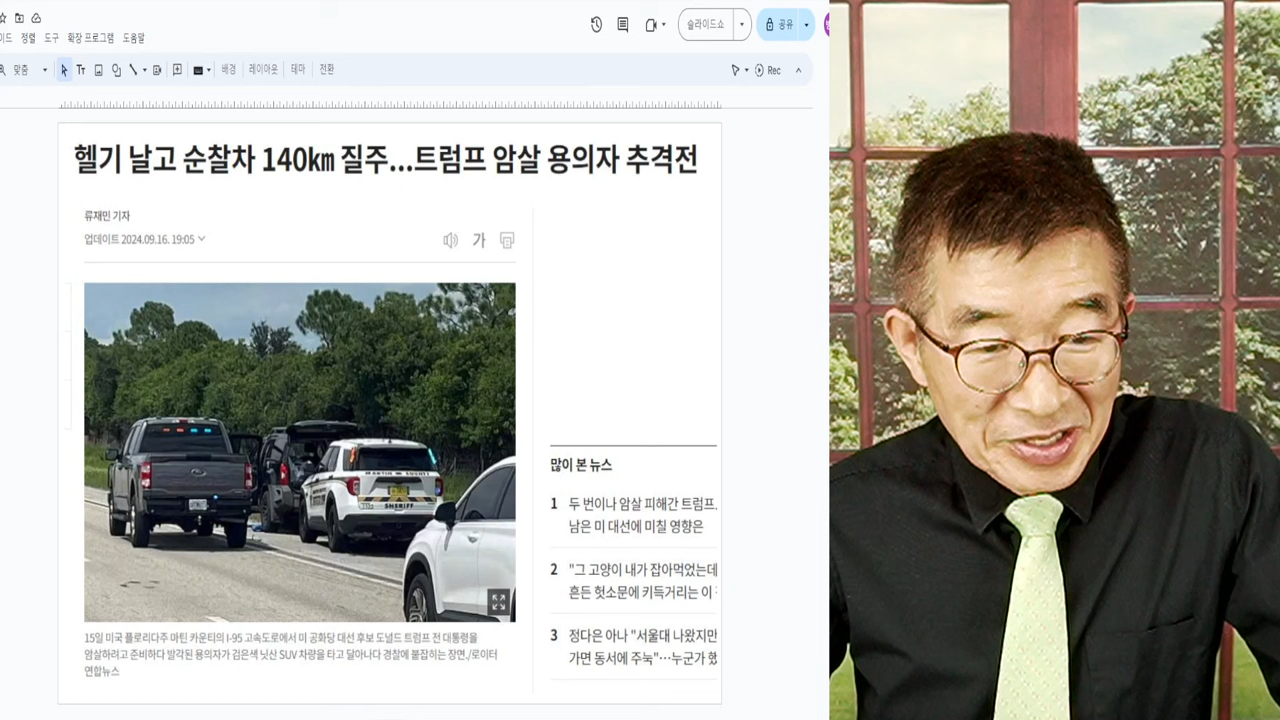 슬라이드쇼
공유
정렬 도구 확장 프로그램 도움말
맞춤
Tт
배경 레이아웃 테마 전환
Rec
헬기 날고 순찰차 140㎞ 질주…트럼프 암살 용의자 추격전
류재민 기자
업데이트 2024.09.16. 19:05
가
SHERIFF
15일 미국 플로리다주 마틴 카운티의 I-95 고속도로에서 미 공화당 대선 후보 도널드 트럼프 전 대통령을
암살하려고 준비하다 발각된 용의자가 검은색 닛산 SUV 차량을 타고 달아나다 경찰에 붙잡히는 장면./로이터
연합뉴스
많이 본 뉴스
1 두 번이나 암살 피해간 트럼프
남은 미 대선에 미칠 영향은
2 "그 고양이 내가 잡아먹었는데
흔든 헛소문에 키득거리는 이
3 정다은 아나 "서울대 나왔지만
가면 동서에 주눅"…누군가 했